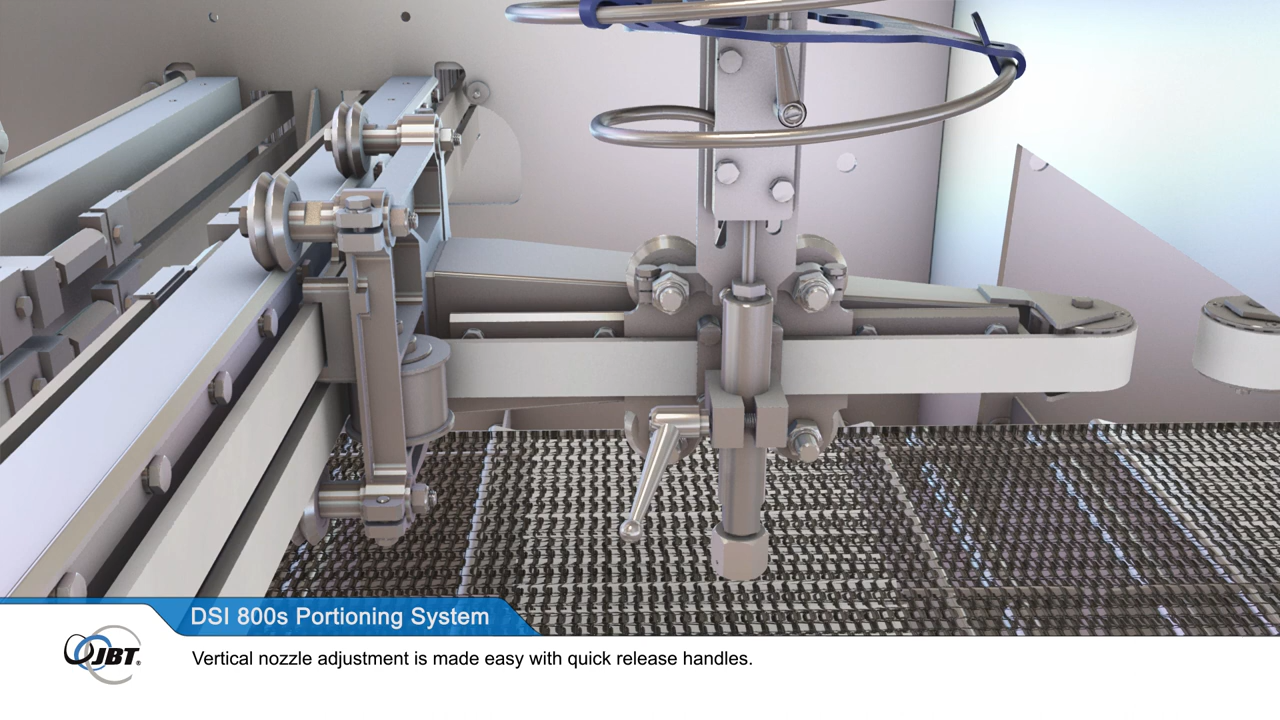 DSI 800s Portioning System
JBT®
Vertical nozzle adjustment is made easy with quick release handles.